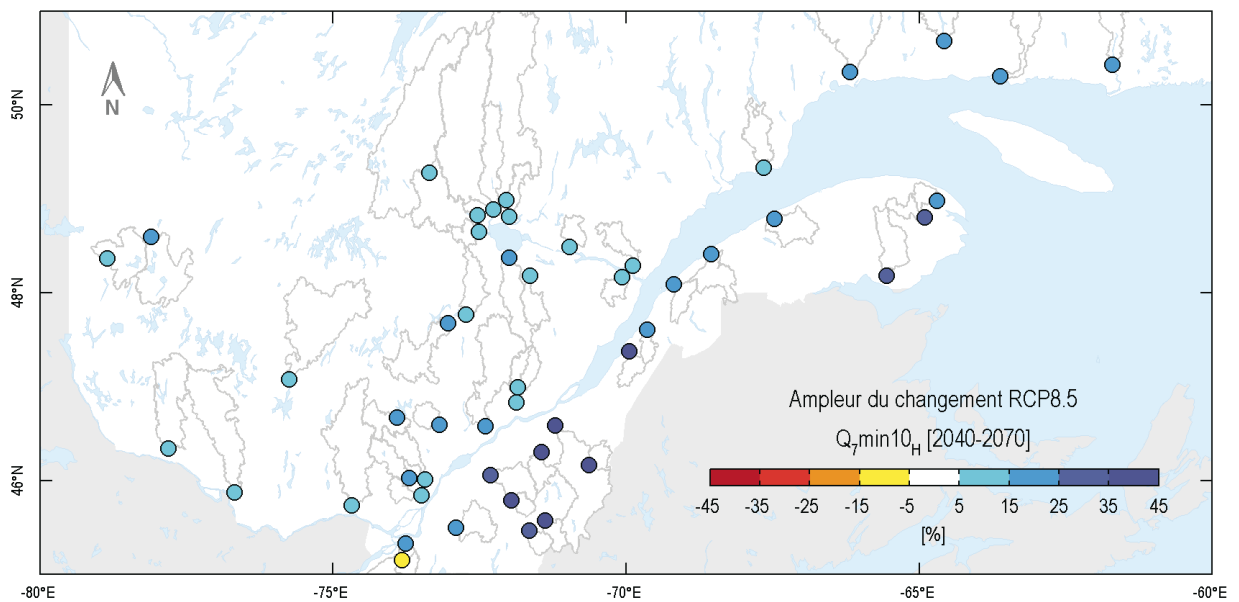 50°N
48°N
46°N
N
Ampleur du changement RCP8.5
Q7min10H [2040-2070]
-45 -35 -25 -15 -5 5 15 25 35 45
[%]
-80°E -75°E -70°E -65°E -60°E